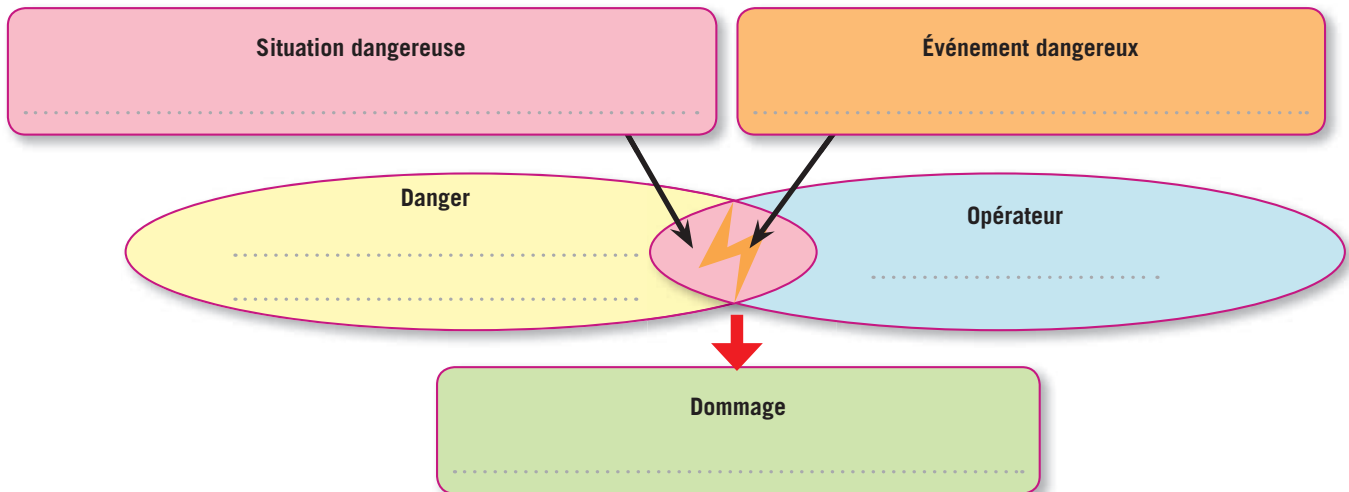 Situation dangereuse
Événement dangereux
Danger
Opérateur
Dommage